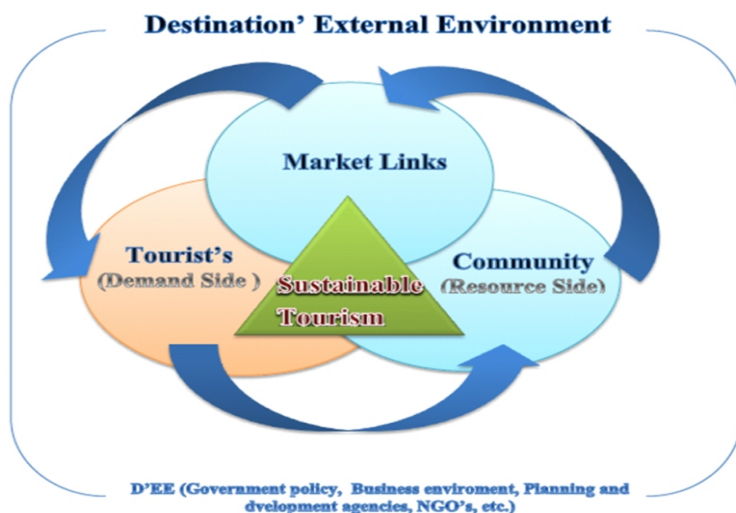 Destination' External Environment
Market Links
Tourist's
(Demand Side )
Community
(Resource Side)
Sustainable
Tourism
D'EE (Government policy, Business enviroment, Planning and
dvelopment agencies, NGO's, etc.)